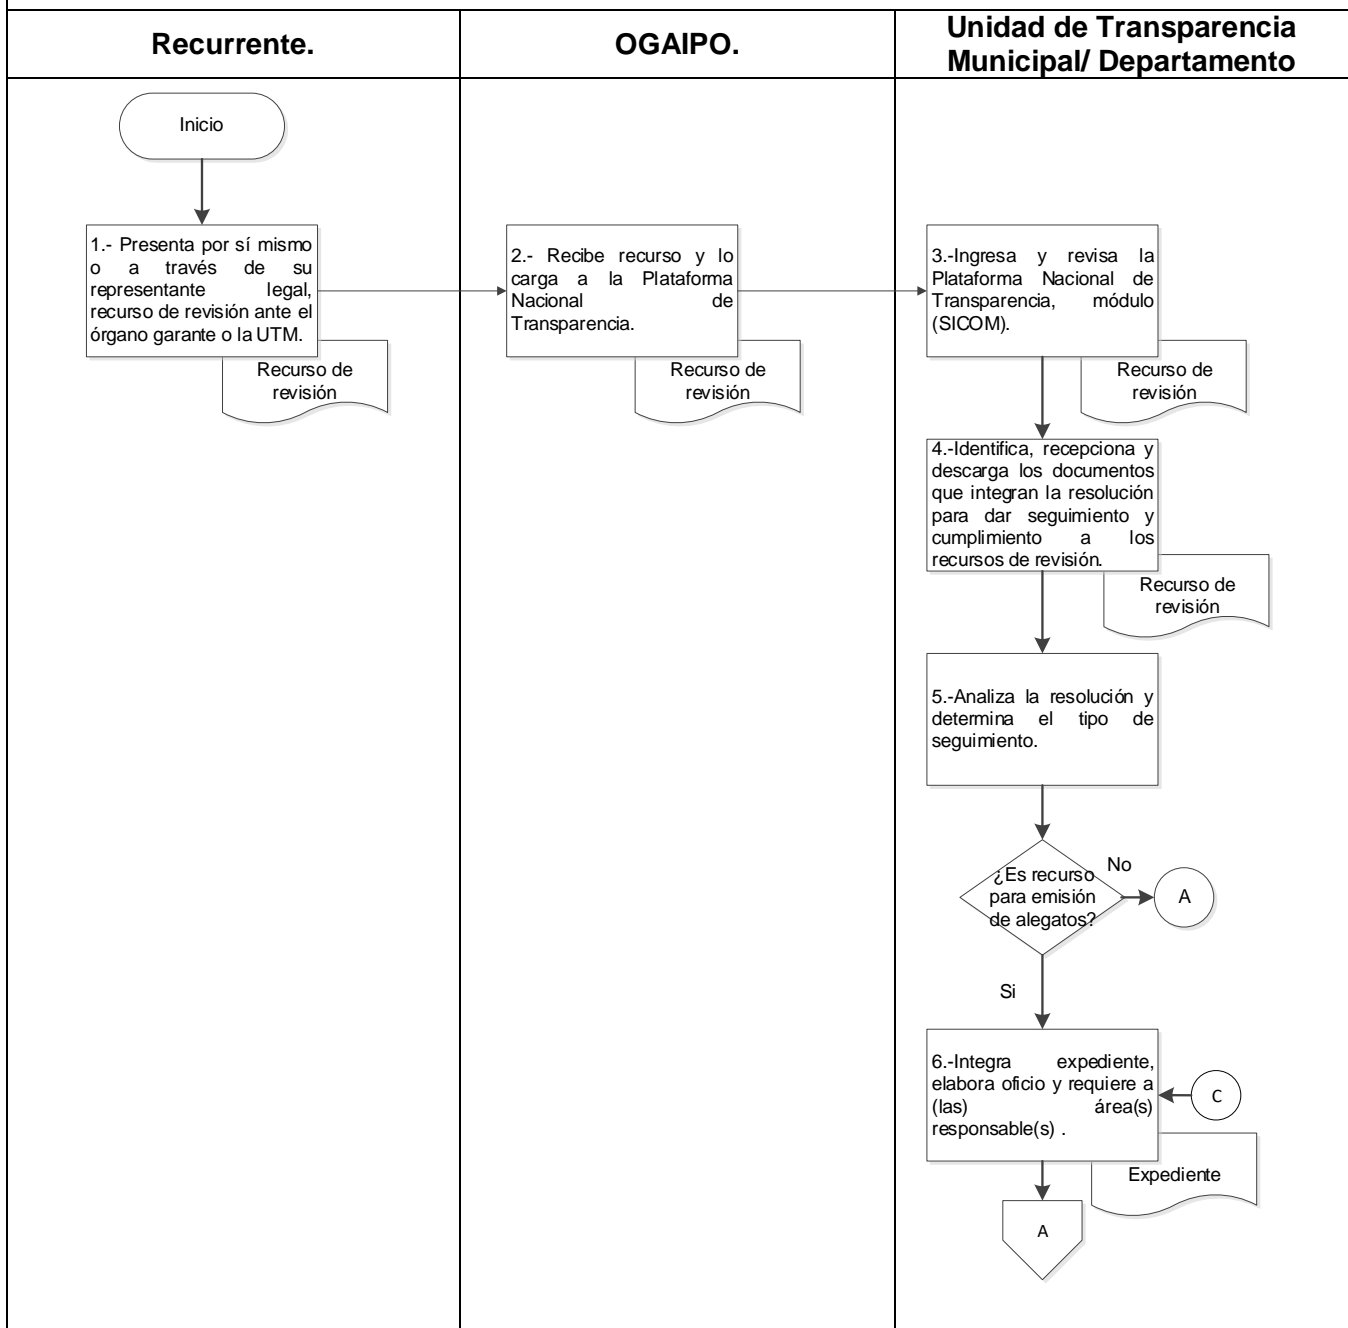 Recurrente.
OGAIPO.
Unidad de Transparencia
Municipal/ Departamento
Inicio
1.- Presenta por sí mismo
o a través de su
representante legal,
recurso de revisión ante el
órgano garante o la UTM.
Recurso de
revisión
2.- Recibe recurso y lo
carga a la Plataforma
Nacional de
Transparencia.
Recurso de
revisión
3.-Ingresa y revisa la
Plataforma Nacional de
Transparencia, módulo
(SICOM).
Recurso de
revisión
4.-Identifica, recepciona y
descarga los documentos
que integran la resolución
para dar seguimiento y
cumplimiento a los
recursos de revisión.
Recurso de
revisión
5.-Analiza la resolución y
determina el tipo de
seguimiento.
¿Es recurso
para emisión
de alegatos?
No
A
Si
6.-Integra expediente,
elabora oficio y requiere a
(las) área(s)
responsable(s) .
C
Expediente
A